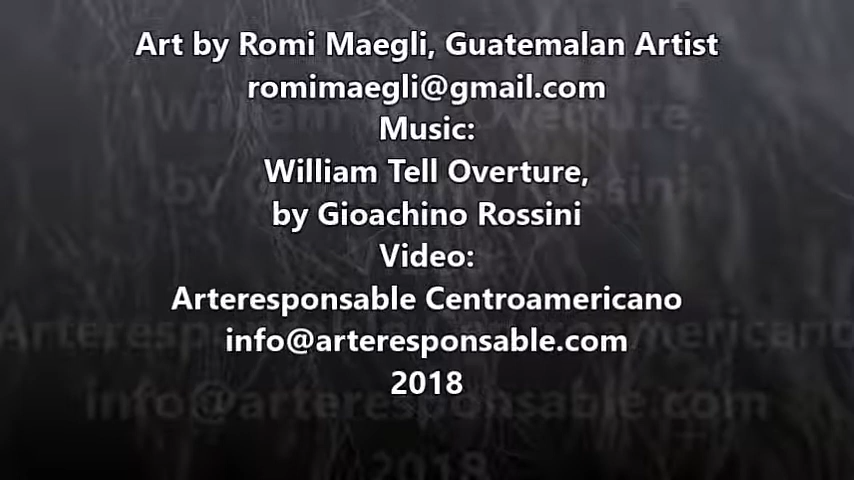 Art by Romi Maegli, Guatemalan Artist
romimaegli@gmail.com
Music:
William Tell Overture,
by Gioachino Rossini
Video:
Arteresponsable Centroamericano
info@arteresponsable.com
2018